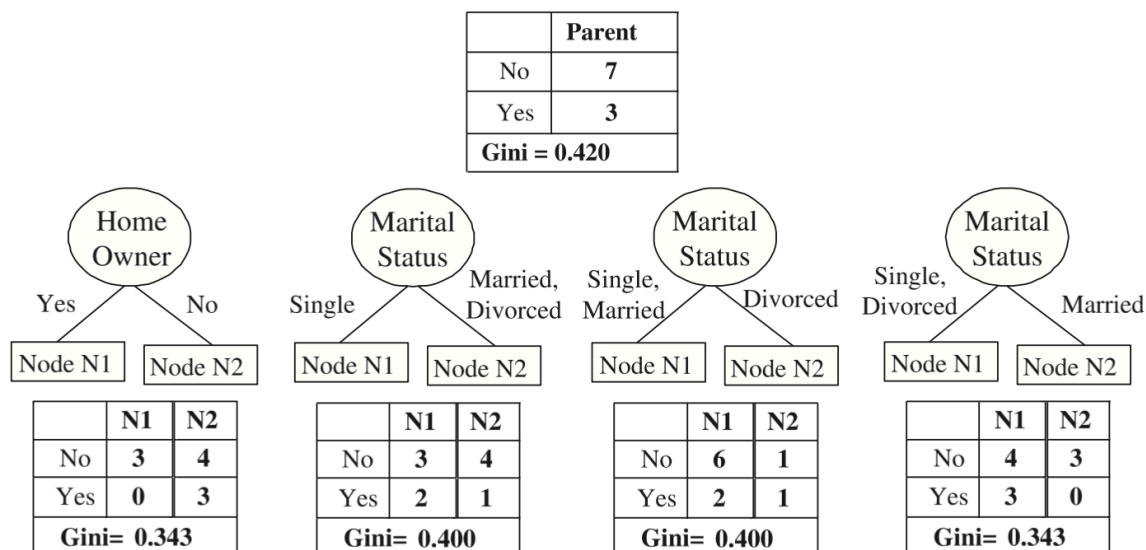 Parent
No 7
Yes 3
Gini = 0.420
Home
Owner
Yes
No
Node N1
Node N2
N1 N2
No 3 4
Yes 0 3
Gini= 0.343
Marital
Status
Single
Married,
Divorced
Node N1
Node N2
N1 N2
No 3 4
Yes 2 1
Gini= 0.400
Marital
Status
Single,
Married
Divorced
Node N1
Node N2
N1 N2
No 6 1
Yes 2 1
Gini= 0.400
Marital
Status
Single,
Divorced
Married
Node N1
Node N2
N1 N2
No 4 3
Yes 3 0
Gini= 0.343